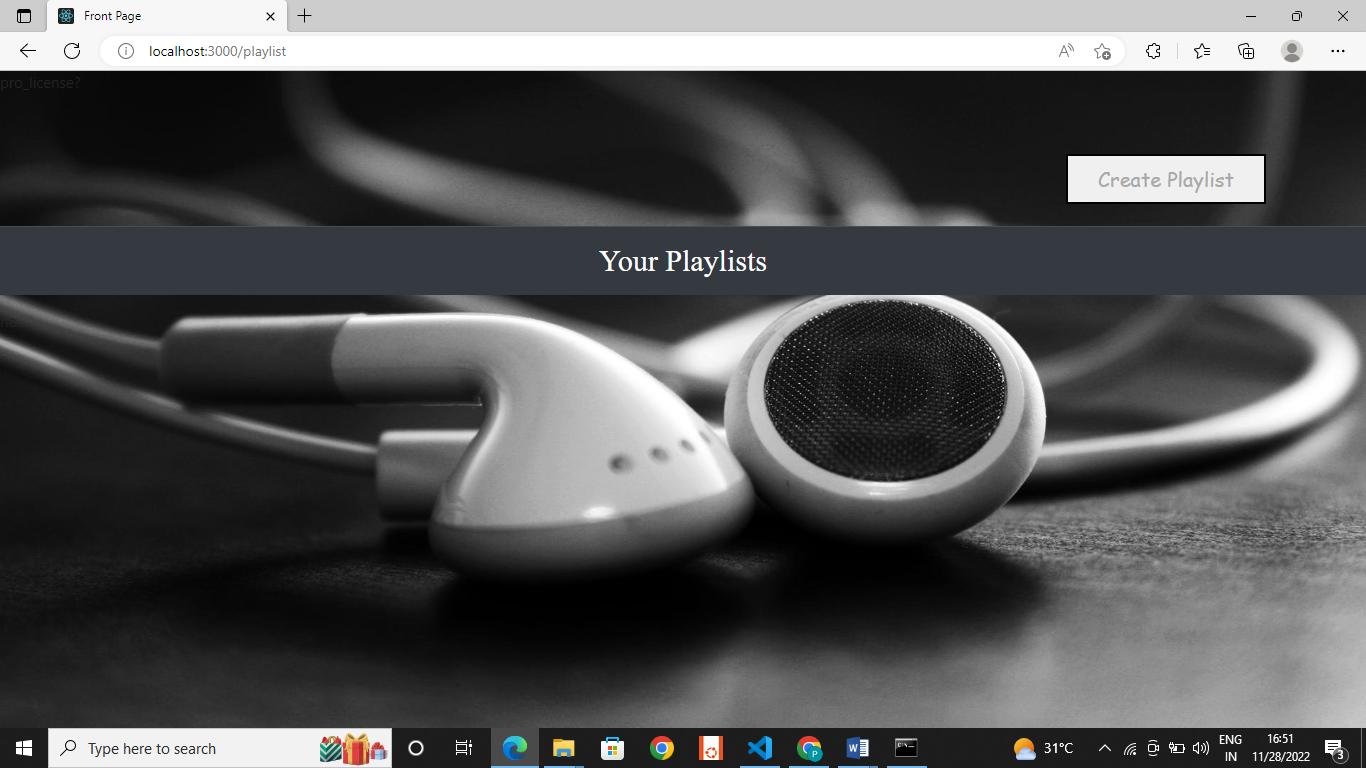 Front Page
localhost:3000/playlist
pro_license?
Create Playlist
Your Playlists
Type here to search
31°C
ENG
IN
16:51
11/28/2022
3